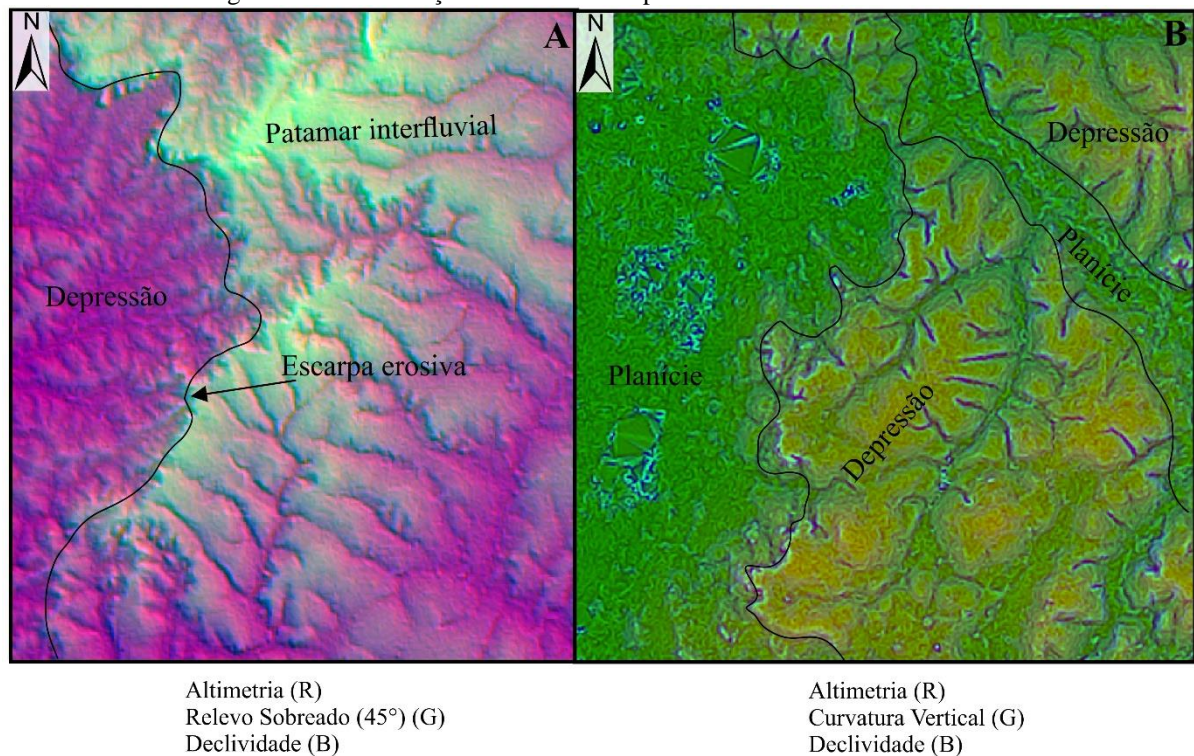 N
A
Patamar interfluvial
Depressão
Escarpa erosiva
N
B
Depressão
Planície
Planície
Depressão
Altimetria (R)
Relevo Sobreado (45°) (G)
Declividade (B)
Altimetria (R)
Curvatura Vertical (G)
Declividade (B)